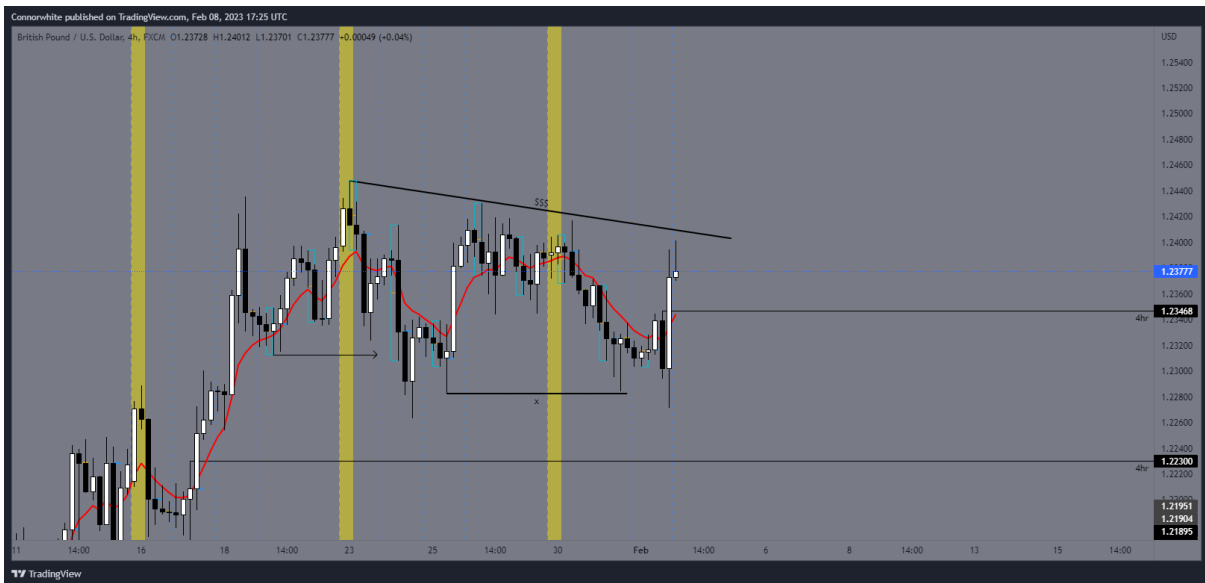 Connorwhite published on TradingView.com, Feb 08, 2023 17:25 UTC
British Pound / U.S. Dollar, 4h, FXCM O1.23728 H1.24012 L1.23701 C1.23777 +0.00049 (+0.04%)
USD
1.25400
1.25200
1.25000
1.24800
1.24600
1.24400
$$$
1.24200
1.24000
1.23777
1.23600
1.23468
4hr
1.23400
1.23200
1.23000
1.22800
x
1.22600
1.22400
1.22300
4hr
1.22200
1.21951
1.21904
1.21895
11 14:00 16 18 14:00 23 25 14:00 30 Feb 14:00 6 8 14:00 13 15 14:00
TradingView